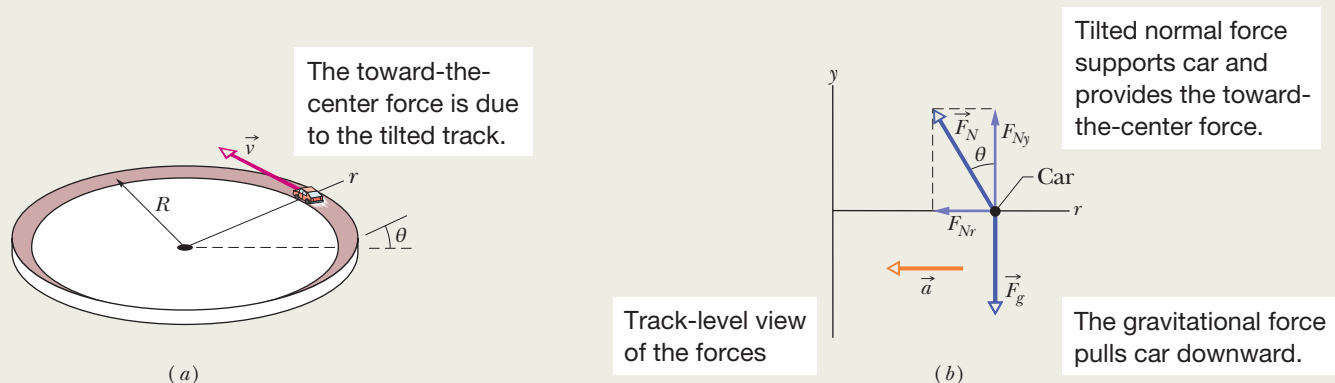 The toward-the-
center force is due
to the tilted track.
v
r
R
θ
(a)
Tilted normal force
supports car and
provides the toward-
the-center force.
y
F_N
F_Ny
θ
Car
r
F_Nr
a
F_g
Track-level view
of the forces
The gravitational force
pulls car downward.
(b)